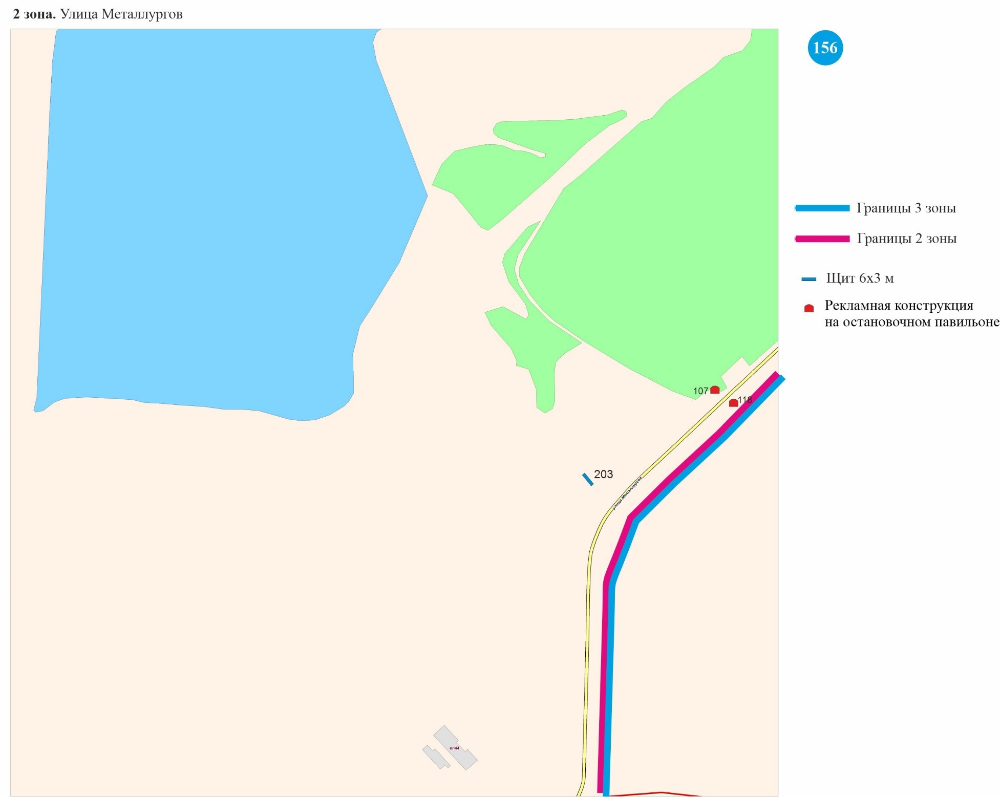 2 зона. Улица Металлургов
156
Границы 3 зоны
Границы 2 зоны
Щит 6х3 м
Рекламная конструкция
на остановочном павильоне
107
118
203
улица Металлургов
вл44